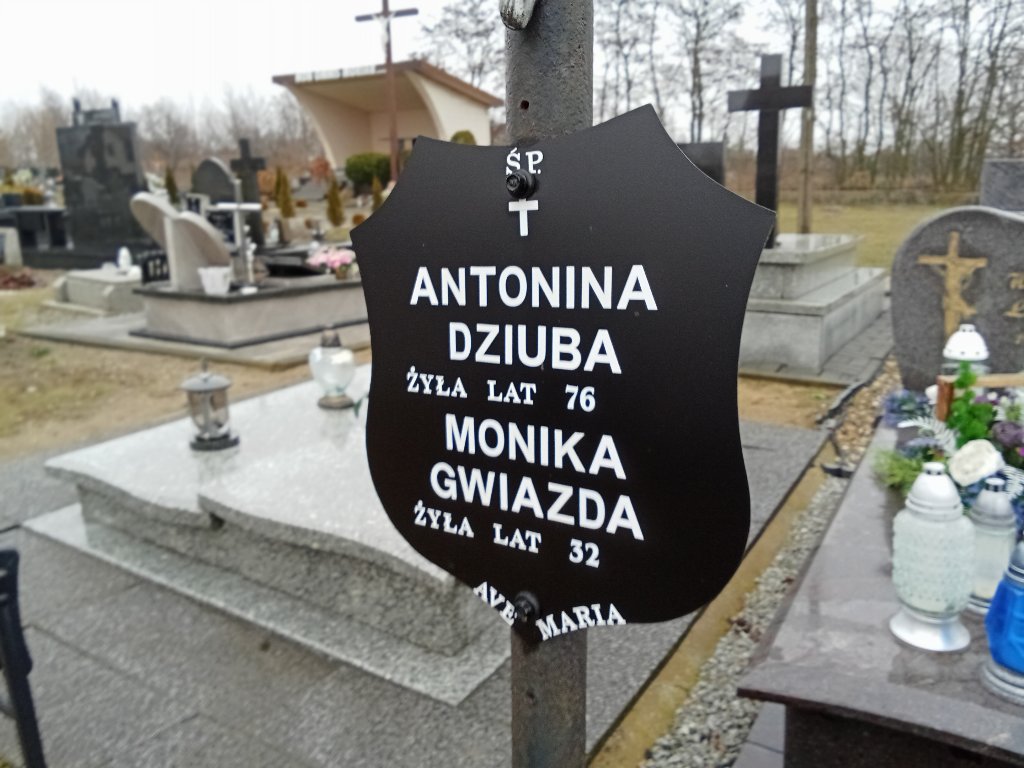 Ś.P.
ANTONINA
DZIUBA
ŻYŁA LAT 76
MONIKA
GWIAZDA
ŻYŁA LAT 32
AVE MARIA